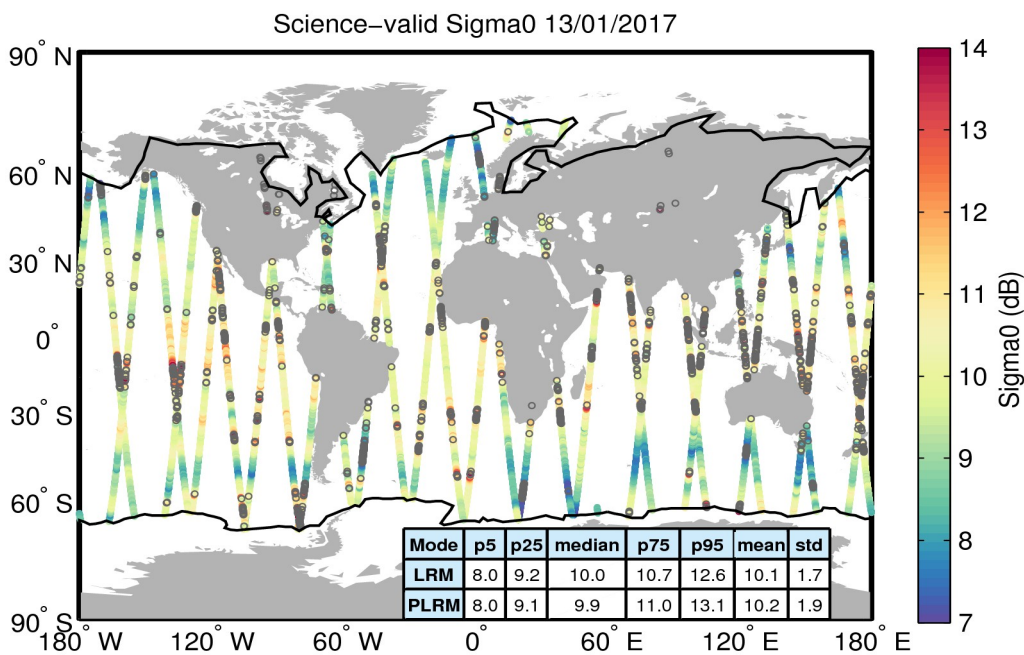 Science−valid Sigma0 13/01/2017
90° N
60° N
30° N
0°
30° S
60° S
90° S
180° W
120° W
60° W
0°
60° E
120° E
180° E
14
13
12
11
10
9
8
7
Sigma0 (dB)
Mode p5 p25 median p75 p95 mean std
LRM 8.0 9.2 10.0 10.7 12.6 10.1 1.7
PLRM 8.0 9.1 9.9 11.0 13.1 10.2 1.9